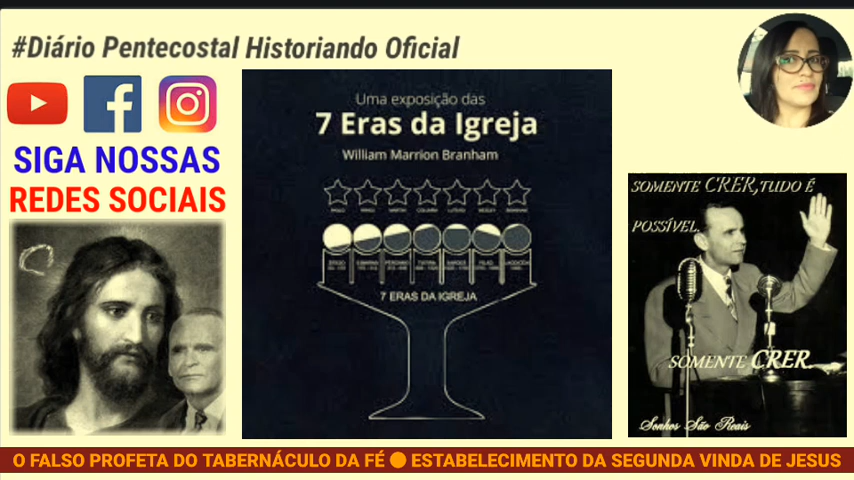 #Diário Pentecostal Historiando Oficial
SIGA NOSSAS
REDES SOCIAIS
Uma exposição das
7 Eras da Igreja
William Marrion Branham
7 ERAS DA IGREJA
SOMENTE CRER, TUDO É
POSSÍVEL.
SOMENTE CRER.
Sonhos São Reais
O FALSO PROFETA DO TABERNÁCULO DA FÉ ● ESTABELECIMENTO DA SEGUNDA VINDA DE JESUS